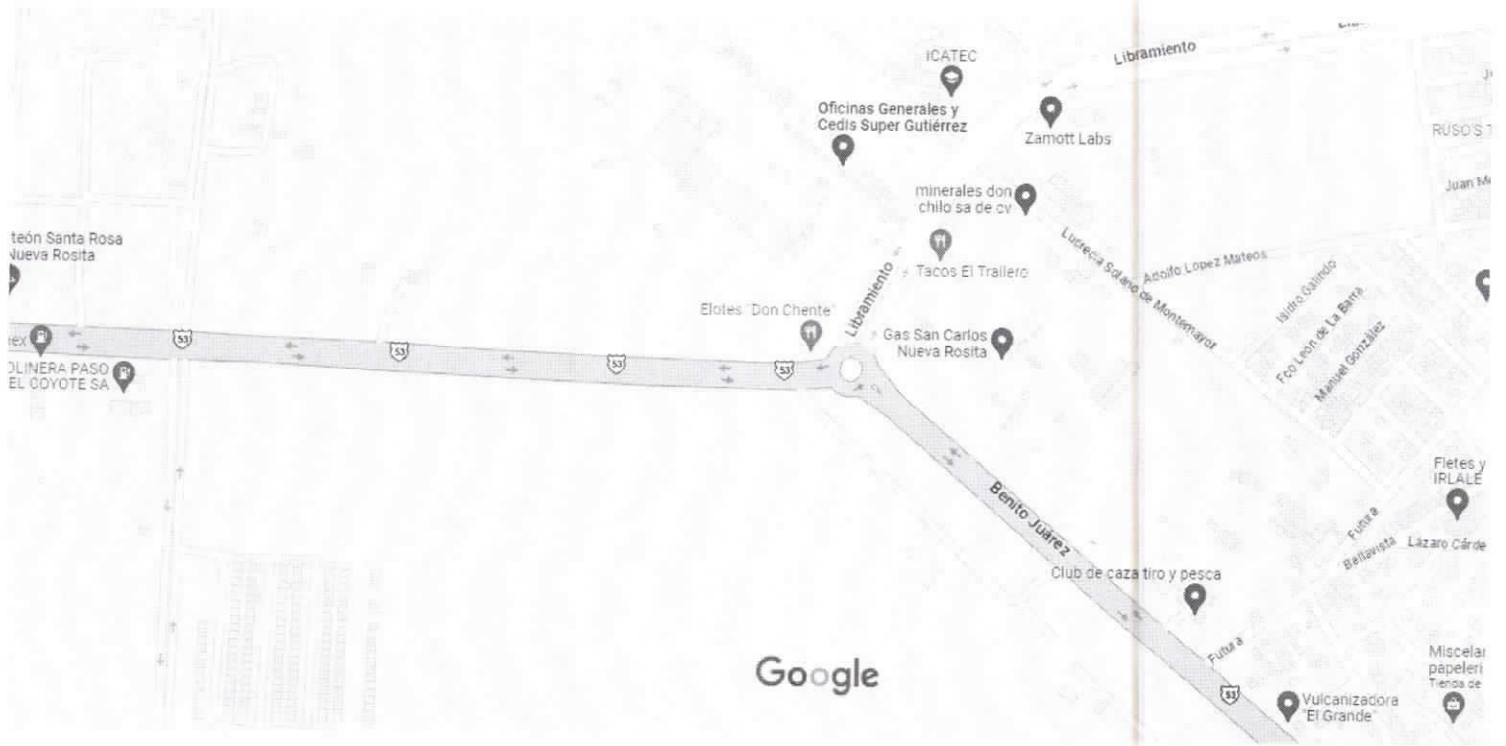 Libramiento
ICATEC
Oficinas Generales y
Cedis Super Gutiérrez
Zamott Labs
RUSO'S
Juan
minerales don
chilo sa de cv
teón Santa Rosa
Nueva Rosita
Tacos El Trailero
Lucrecia Solano de Montemayor
Adolfo Lopez Mateos
Isidro Galindo
Fco León de La Barra
Manuel González
Elotes "Don Chente"
Libramiento
Gas San Carlos
Nueva Rosita
ex
OLINERA PASO
EL COYOTE SA
53
53
53
53
Benito Juárez
Fletes y
IRLALE
Futura
Bellavista
Lázaro Cárde
Club de caza tiro y pesca
Futura
Google
53
Vulcanizadora
"El Grande"
Miscelan
papelerí
Tienda de